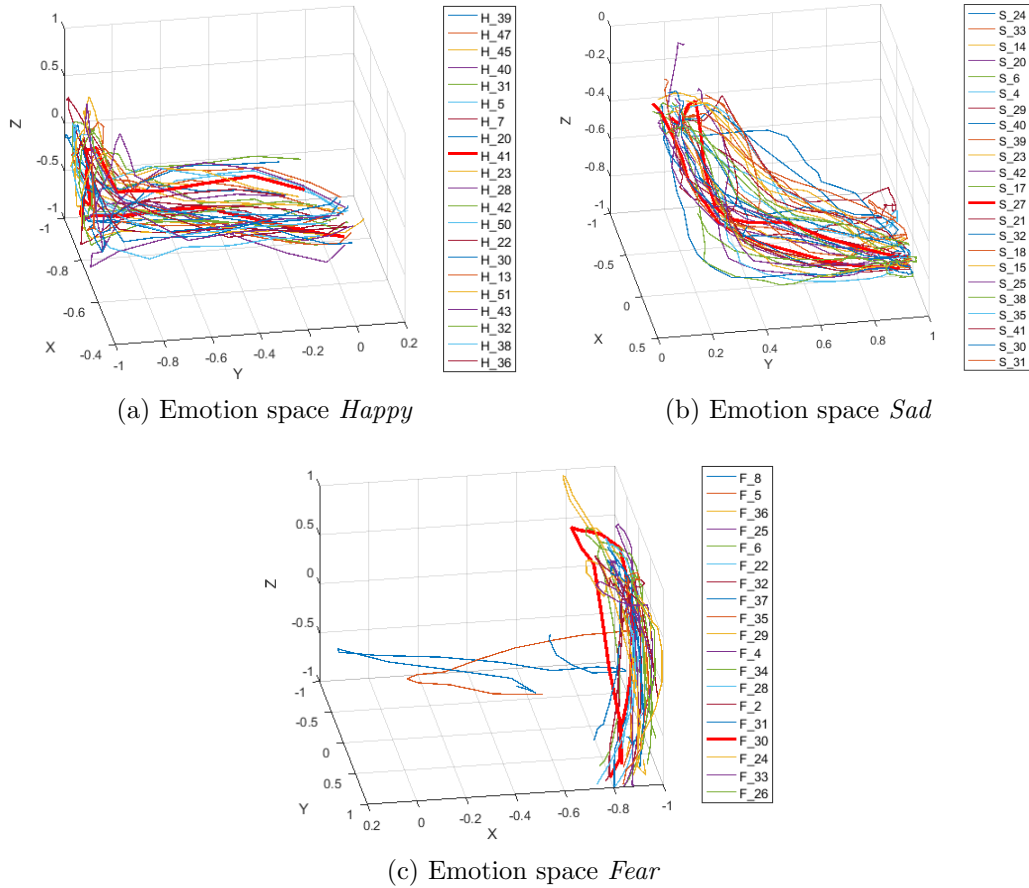 1
0.5
0
-0.5
-1
Z
-1
-0.8
-0.6
-0.4
X
-1 -0.8 -0.6 -0.4 -0.2 0 0.2
Y
H_39
H_47
H_45
H_40
H_31
H_5
H_7
H_20
H_41
H_23
H_28
H_42
H_50
H_22
H_30
H_13
H_51
H_43
H_32
H_38
H_36
(a) Emotion space Happy
0
-0.2
-0.4
-0.6
-0.8
-1
Z
-1
-0.5
0
0.5
X
0 0.2 0.4 0.6 0.8 1
Y
S_24
S_33
S_14
S_20
S_6
S_4
S_29
S_40
S_39
S_23
S_42
S_17
S_27
S_21
S_32
S_18
S_15
S_25
S_38
S_35
S_41
S_30
S_31
(b) Emotion space Sad
1
0.5
0
-0.5
-1
Z
-1
-0.5
0
0.5
1
Y
0.2 0 -0.2 -0.4 -0.6 -0.8 -1
X
F_8
F_5
F_36
F_25
F_6
F_22
F_32
F_37
F_35
F_29
F_4
F_34
F_28
F_2
F_31
F_30
F_24
F_33
F_26
(c) Emotion space Fear